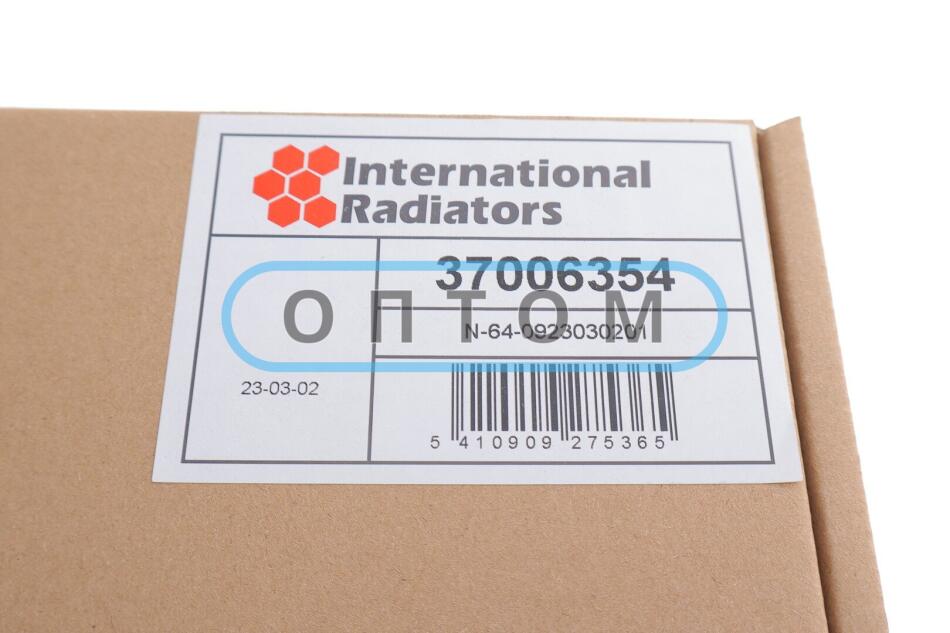 International
Radiators
37006354
ОПТОМ
N-64-0923030201
23-03-02
5 410909 275365